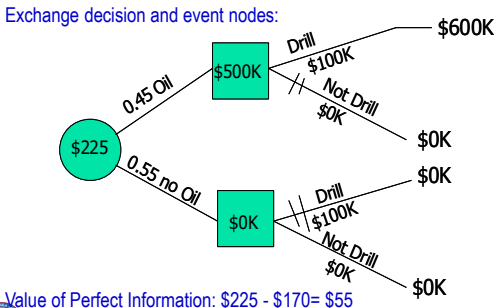 Exchange decision and event nodes:
$600K
Drill
$100K
$500K
Not Drill
$0K
0.45 Oil
$0K
$225
$0K
0.55 no Oil
Drill
$100K
$0K
Not Drill
$0K
$0K
Value of Perfect Information: $225 - $170= $55